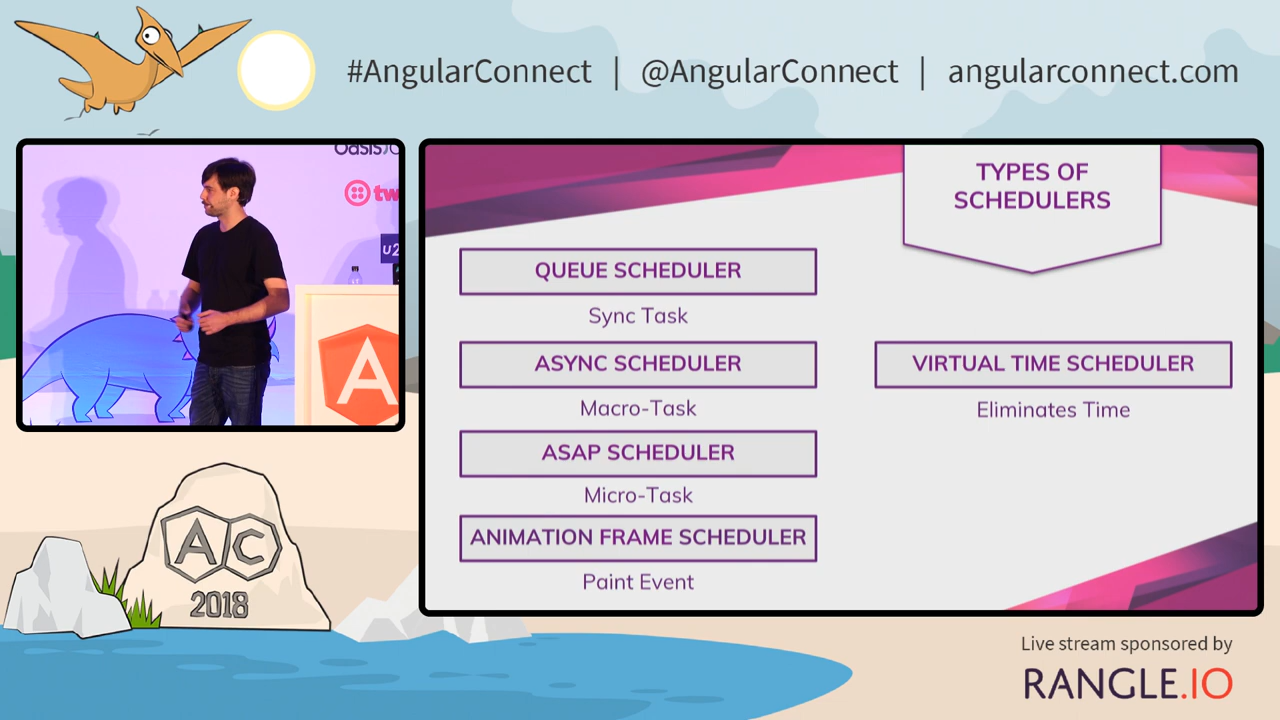 #AngularConnect | @AngularConnect | angularconnect.com
tw
A
TYPES OF
SCHEDULERS
QUEUE SCHEDULER
Sync Task
ASYNC SCHEDULER
Macro-Task
ASAP SCHEDULER
Micro-Task
ANIMATION FRAME SCHEDULER
Paint Event
VIRTUAL TIME SCHEDULER
Eliminates Time
AC
2018
Live stream sponsored by
RANGLE.IO